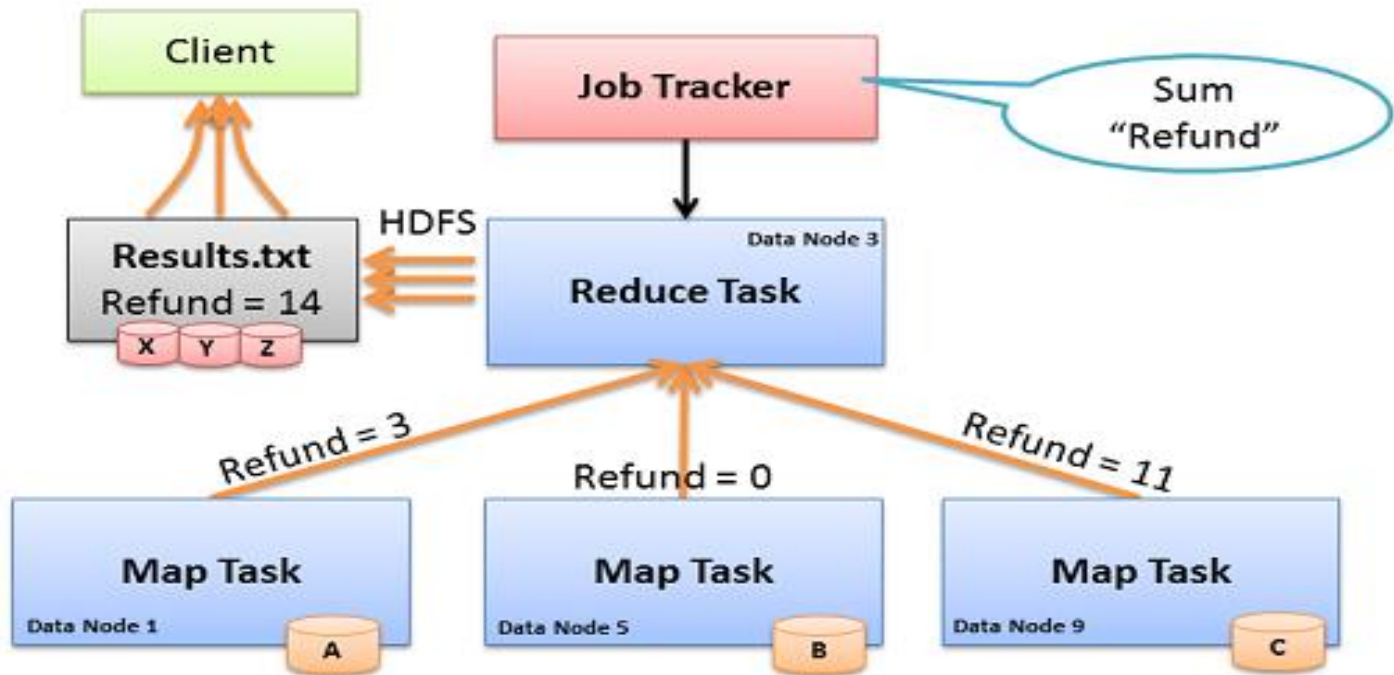 Client
Job Tracker
Sum
“Refund”
HDFS
Results.txt
Refund = 14
X Y Z
Data Node 3
Reduce Task
Refund = 3
Refund = 0
Refund = 11
Map Task
Data Node 1
A
Map Task
Data Node 5
B
Map Task
Data Node 9
C